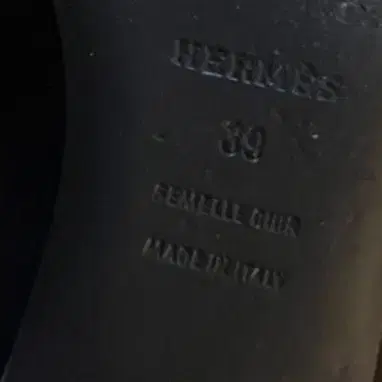 HERMES
39
SEMELLE CUIR
MADE IN ITALY